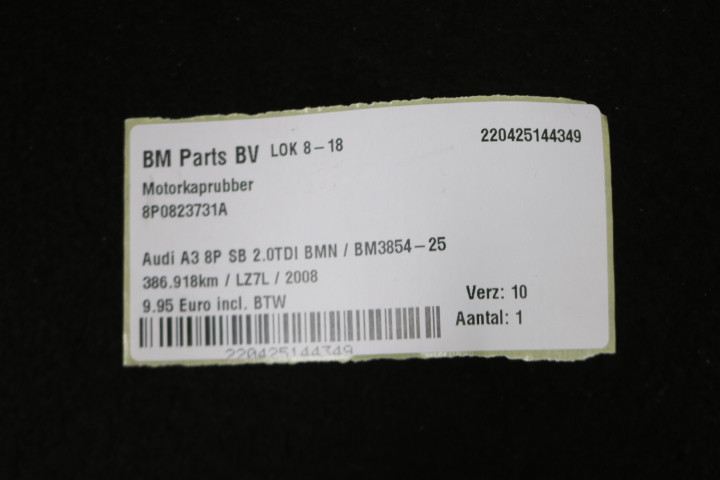 BM Parts BV LOK 8-18 220425144349
Motorkaprubber
8P0823731A
Audi A3 8P SB 2.0TDI BMN / BM3854-25
386.918km / LZ7L / 2008
9.95 Euro incl. BTW
Verz: 10
Aantal: 1
220425144349